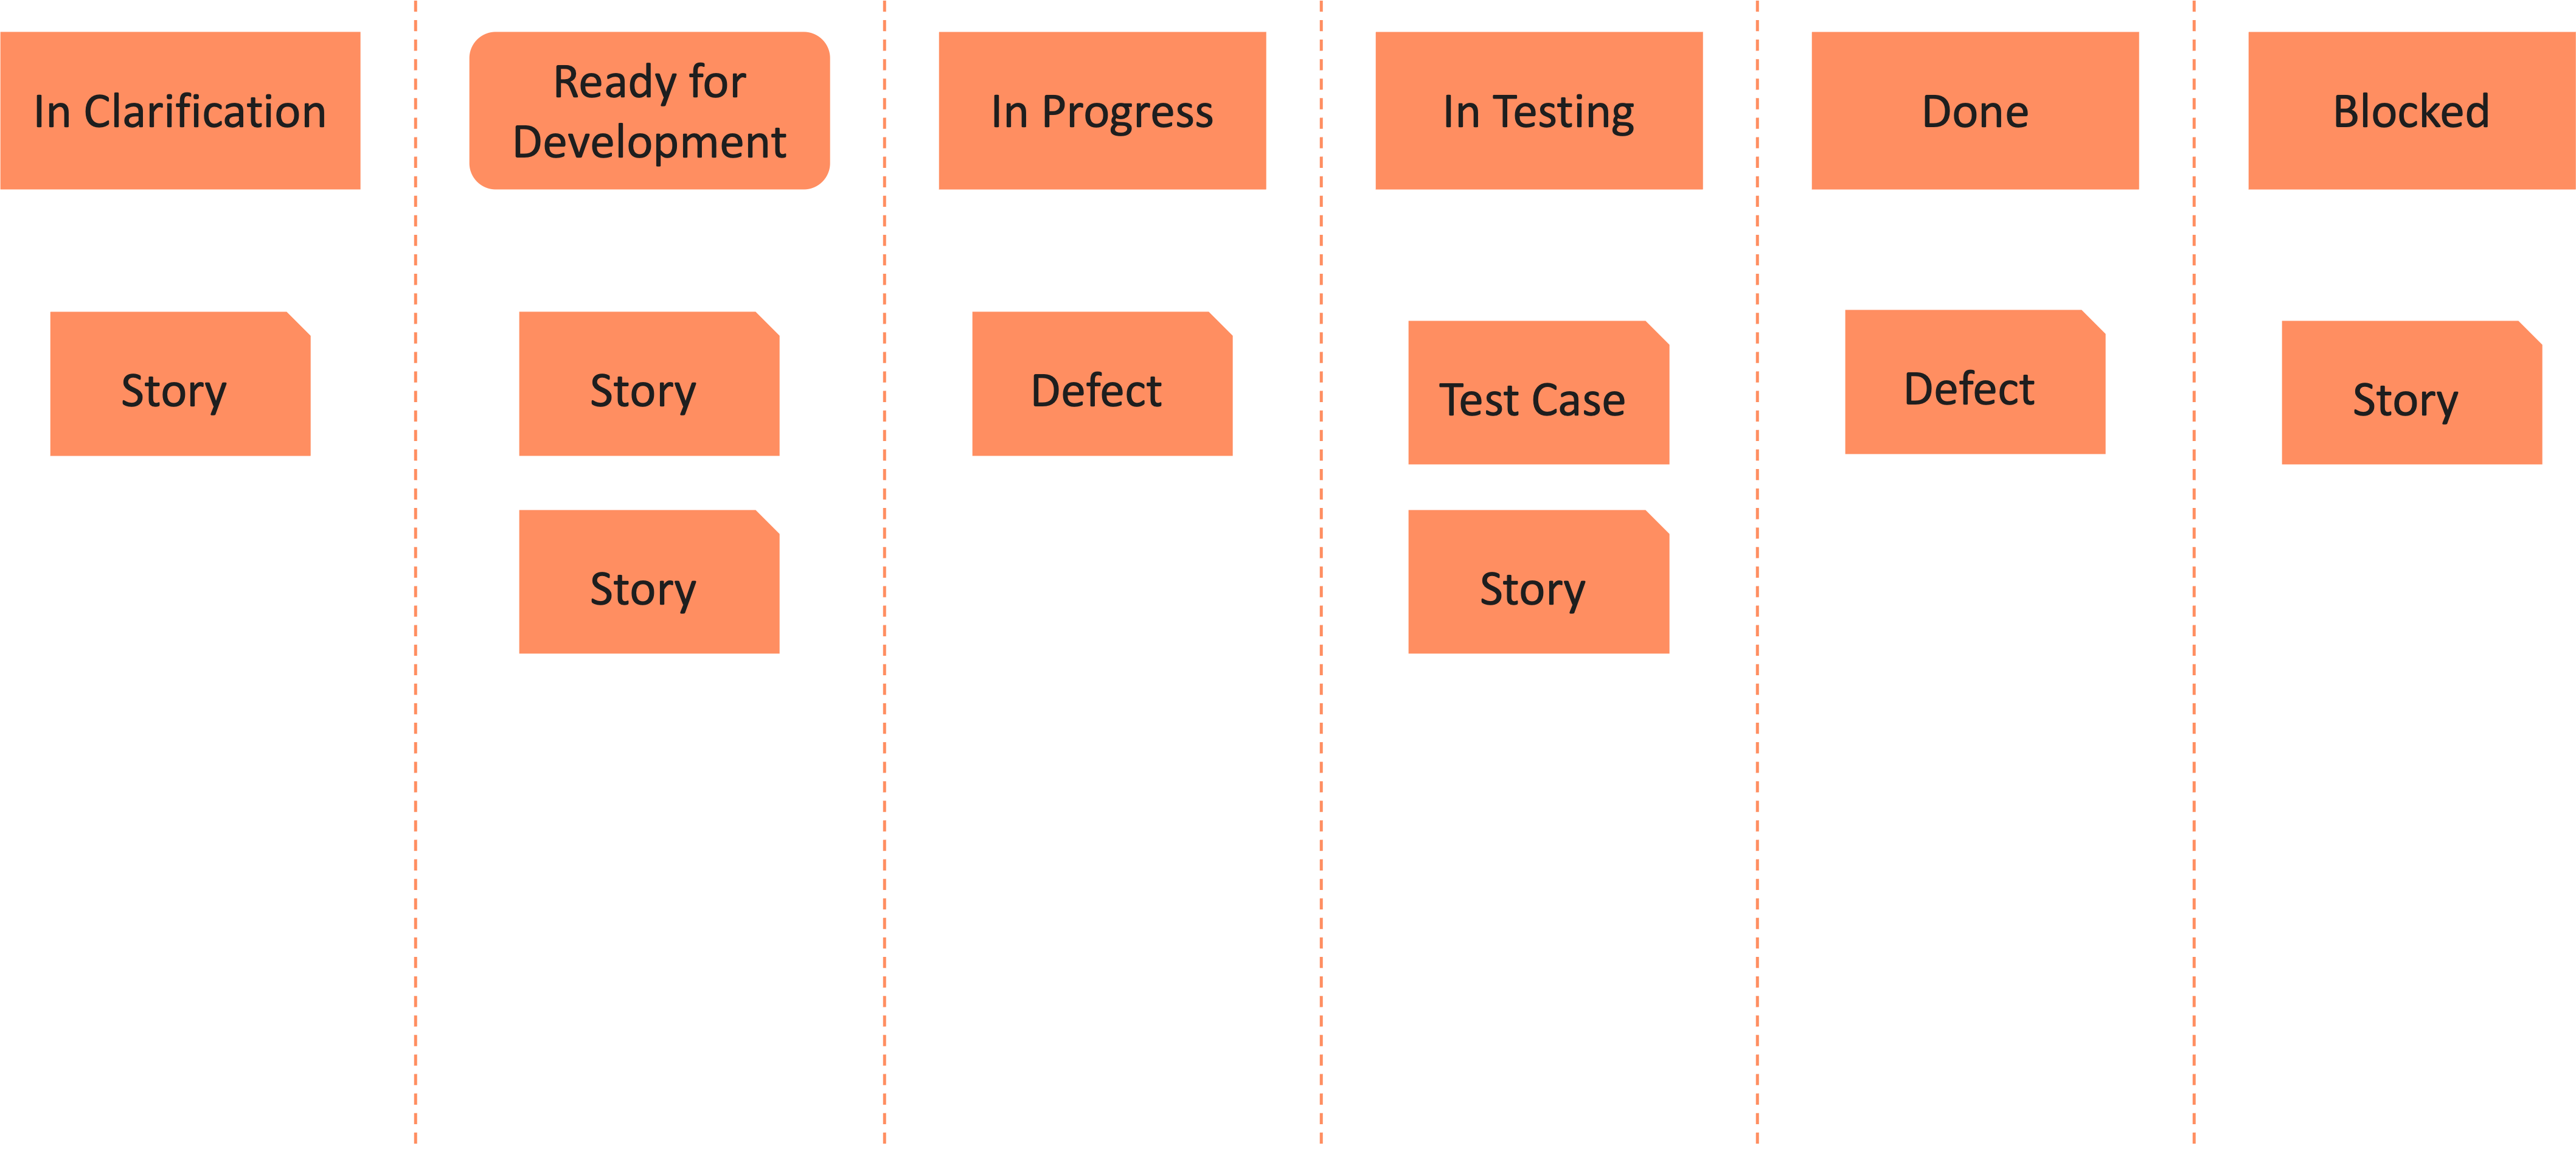 In Clarification
Ready for
Development
In Progress
In Testing
Done
Blocked
Story
Story
Defect
Test Case
Defect
Story
Story
Story